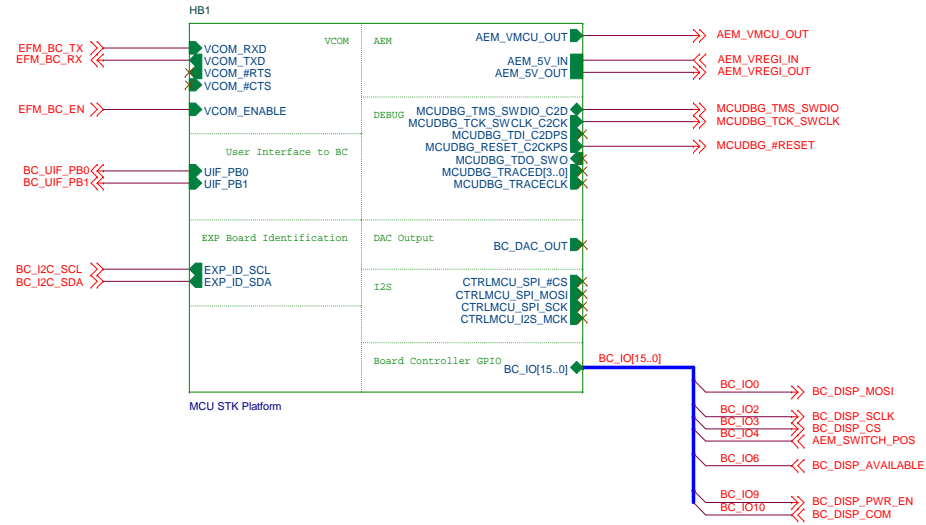 HB1
VCOM
AEM
AEM_VMCU_OUT
AEM_VMCU_OUT
EFM_BC_TX
VCOM_RXD
EFM_BC_RX
VCOM_TXD
AEM_5V_IN
AEM_VREGI_IN
VCOM_#RTS
AEM_5V_OUT
AEM_VREGI_OUT
VCOM_#CTS
EFM_BC_EN
VCOM_ENABLE
DEBUG
MCUDBG_TMS_SWDIO_C2D
MCUDBG_TMS_SWDIO
MCUDBG_TCK_SWCLK_C2CK
MCUDBG_TCK_SWCLK
MCUDBG_TDI_C2DPS
MCUDBG_RESET_C2CKPS
MCUDBG_#RESET
User Interface to BC
MCUDBG_TDO_SWO
BC_UIF_PB0
UIF_PB0
MCUDBG_TRACED[3..0]
BC_UIF_PB1
UIF_PB1
MCUDBG_TRACECLK
EXP Board Identification
DAC Output
BC_DAC_OUT
BC_I2C_SCL
EXP_ID_SCL
BC_I2C_SDA
EXP_ID_SDA
I2S
CTRLMCU_SPI_#CS
CTRLMCU_SPI_MOSI
CTRLMCU_SPI_SCK
CTRLMCU_I2S_MCK
Board Controller GPIO
BC_IO[15..0]
BC_IO[15..0]
MCU STK Platform
BC_IO0
BC_DISP_MOSI
BC_IO2
BC_DISP_SCLK
BC_IO3
BC_DISP_CS
BC_IO4
AEM_SWITCH_POS
BC_IO6
BC_DISP_AVAILABLE
BC_IO9
BC_DISP_PWR_EN
BC_IO10
BC_DISP_COM